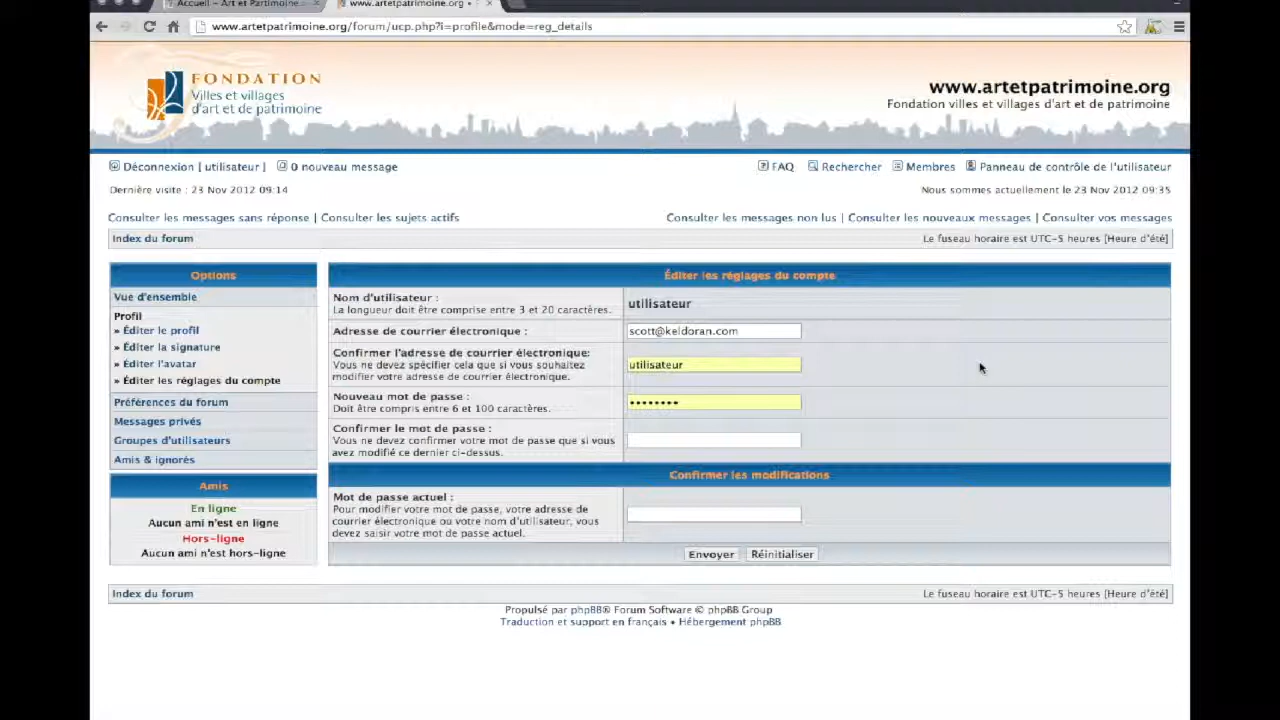 Accueil – Art et Partimoine
www.artetpatrimoine.org •
www.artetpatrimoine.org/forum/ucp.php?i=profile&mode=reg_details
FONDATION
Villes et villages
d'art et de patrimoine
www.artetpatrimoine.org
Fondation villes et villages d'art et de patrimoine
Déconnexion [ utilisateur ] 0 nouveau message
FAQ Rechercher Membres Panneau de contrôle de l'utilisateur
Dernière visite : 23 Nov 2012 09:14
Nous sommes actuellement le 23 Nov 2012 09:35
Consulter les messages sans réponse | Consulter les sujets actifs
Consulter les messages non lus | Consulter les nouveaux messages | Consulter vos messages
Index du forum
Le fuseau horaire est UTC-5 heures [Heure d'été]
Options
Vue d'ensemble
Profil
» Éditer le profil
» Éditer la signature
» Éditer l'avatar
» Éditer les réglages du compte
Préférences du forum
Messages privés
Groupes d'utilisateurs
Amis & ignorés
Amis
En ligne
Aucun ami n'est en ligne
Hors-ligne
Aucun ami n'est hors-ligne
Éditer les réglages du compte
Nom d'utilisateur :
La longueur doit être comprise entre 3 et 20 caractères.
utilisateur
Adresse de courrier électronique :
scott@keldoran.com
Confirmer l'adresse de courrier électronique:
Vous ne devez spécifier cela que si vous souhaitez
modifier votre adresse de courrier électronique.
utilisateur
Nouveau mot de passe :
Doit être compris entre 6 et 100 caractères.
••••••••
Confirmer le mot de passe :
Vous ne devez confirmer votre mot de passe que si vous
avez modifié ce dernier ci-dessus.
Confirmer les modifications
Mot de passe actuel :
Pour modifier votre mot de passe, votre adresse de
courrier électronique ou votre nom d'utilisateur, vous
devez saisir votre mot de passe actuel.
Envoyer Réinitialiser
Index du forum
Le fuseau horaire est UTC-5 heures [Heure d'été]
Propulsé par phpBB® Forum Software © phpBB Group
Traduction et support en français • Hébergement phpBB